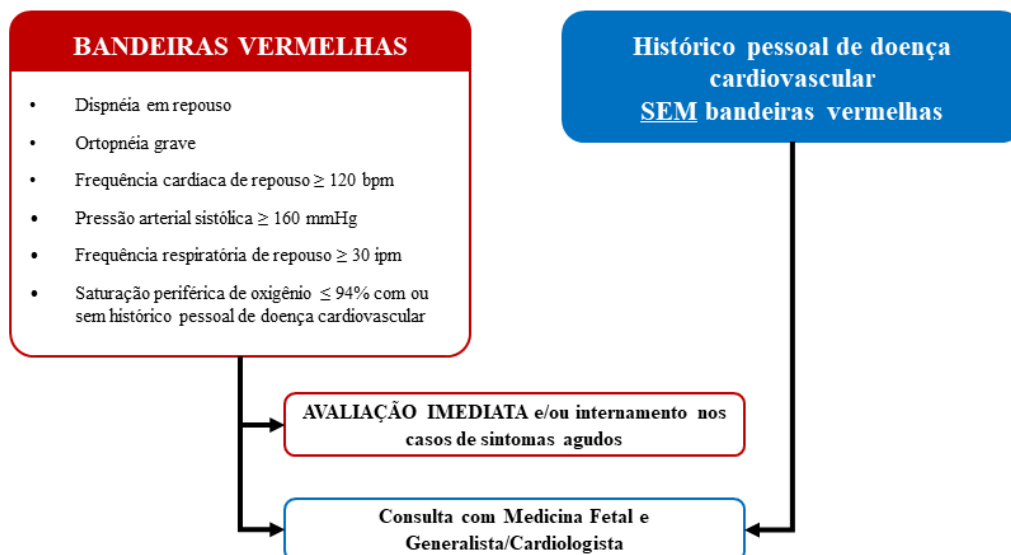 BANDEIRAS VERMELHAS
• Dispnéia em repouso
• Ortopnéia grave
• Frequência cardiaca de repouso ≥ 120 bpm
• Pressão arterial sistólica ≥ 160 mmHg
• Frequência respiratória de repouso ≥ 30 ipm
• Saturação periférica de oxigênio ≤ 94% com ou
sem histórico pessoal de doença cardiovascular
Histórico pessoal de doença
cardiovascular
SEM bandeiras vermelhas
AVALIAÇÃO IMEDIATA e/ou internamento nos
casos de sintomas agudos
Consulta com Medicina Fetal e
Generalista/Cardiologista